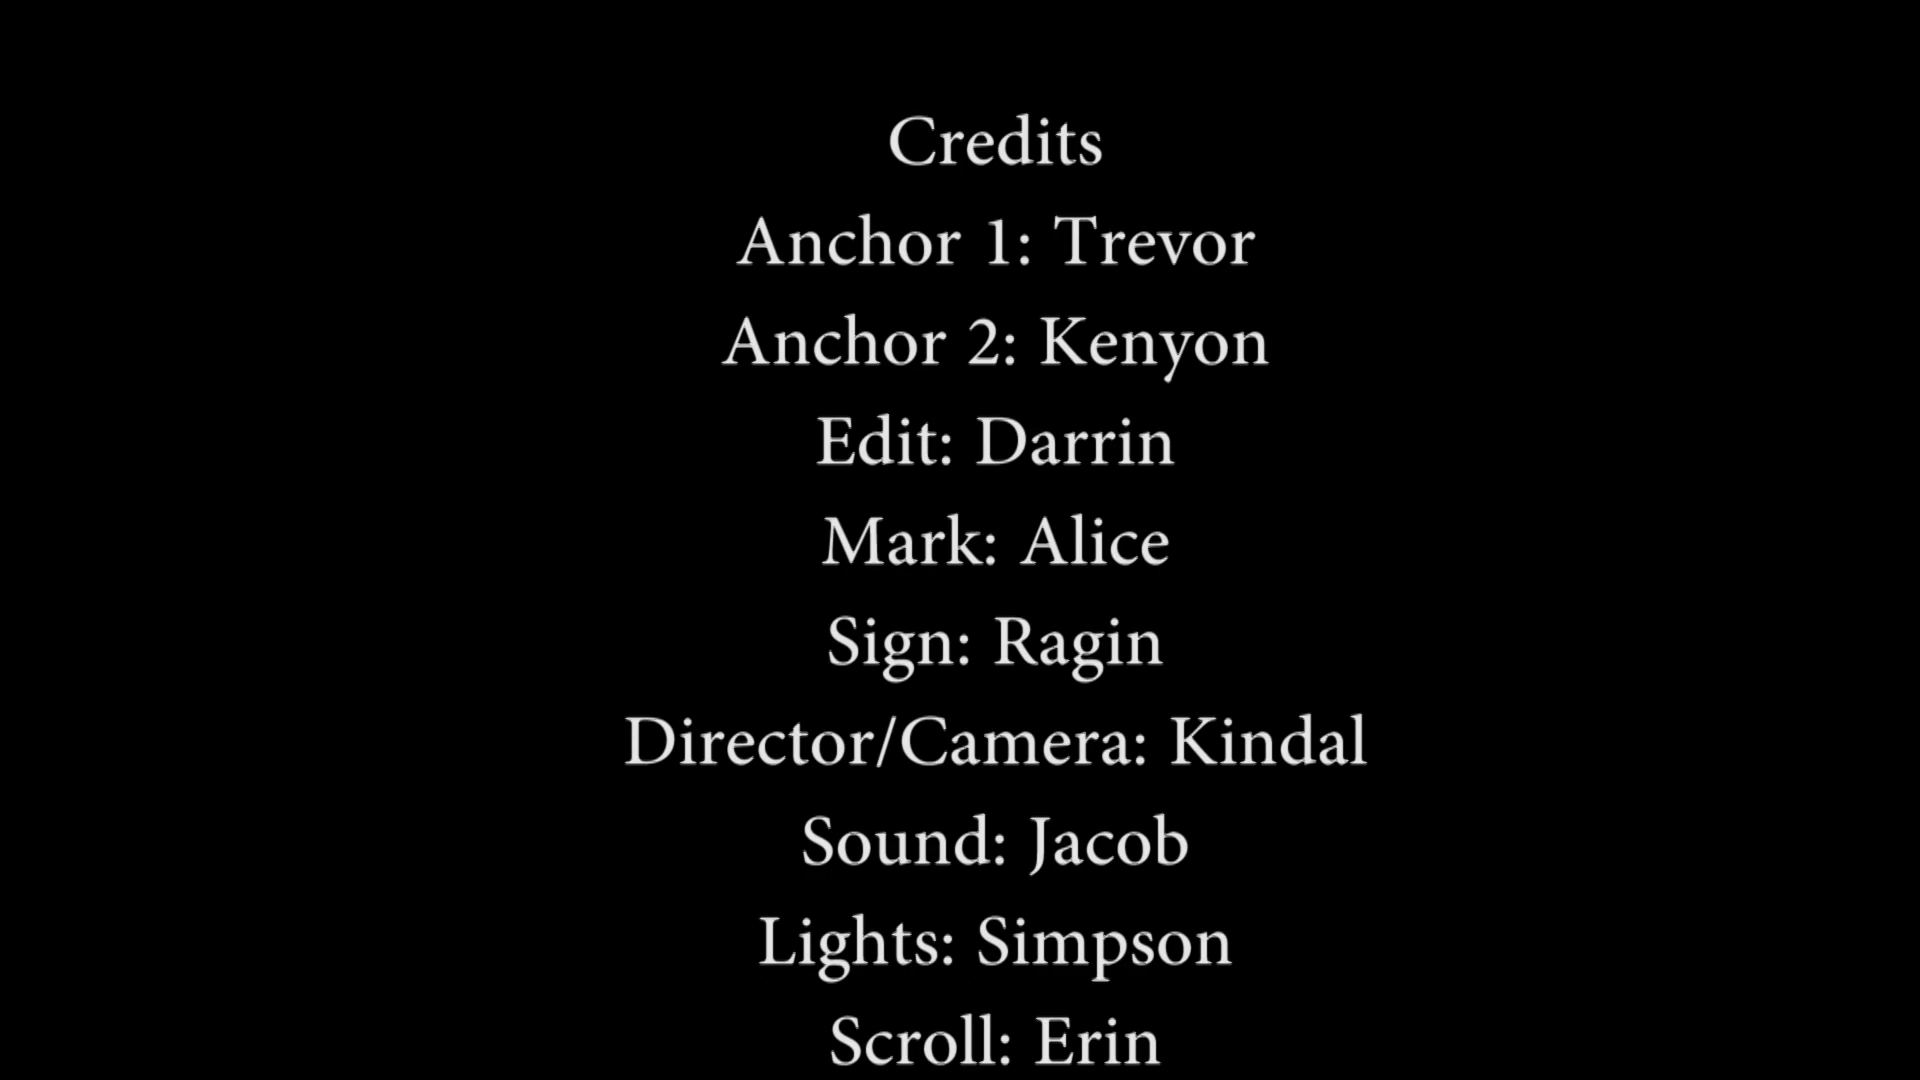 Credits
Anchor 1: Trevor
Anchor 2: Kenyon
Edit: Darrin
Mark: Alice
Sign: Ragin
Director/Camera: Kindal
Sound: Jacob
Lights: Simpson
Scroll: Erin